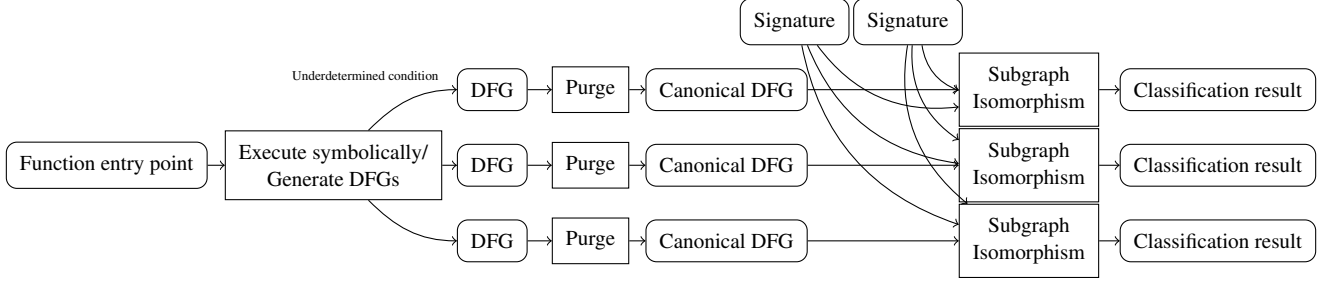 Signature
Signature
Underdetermined condition
DFG
Purge
Canonical DFG
Subgraph
Isomorphism
Classification result
Function entry point
Execute symbolically/
Generate DFGs
DFG
Purge
Canonical DFG
Subgraph
Isomorphism
Classification result
DFG
Purge
Canonical DFG
Subgraph
Isomorphism
Classification result